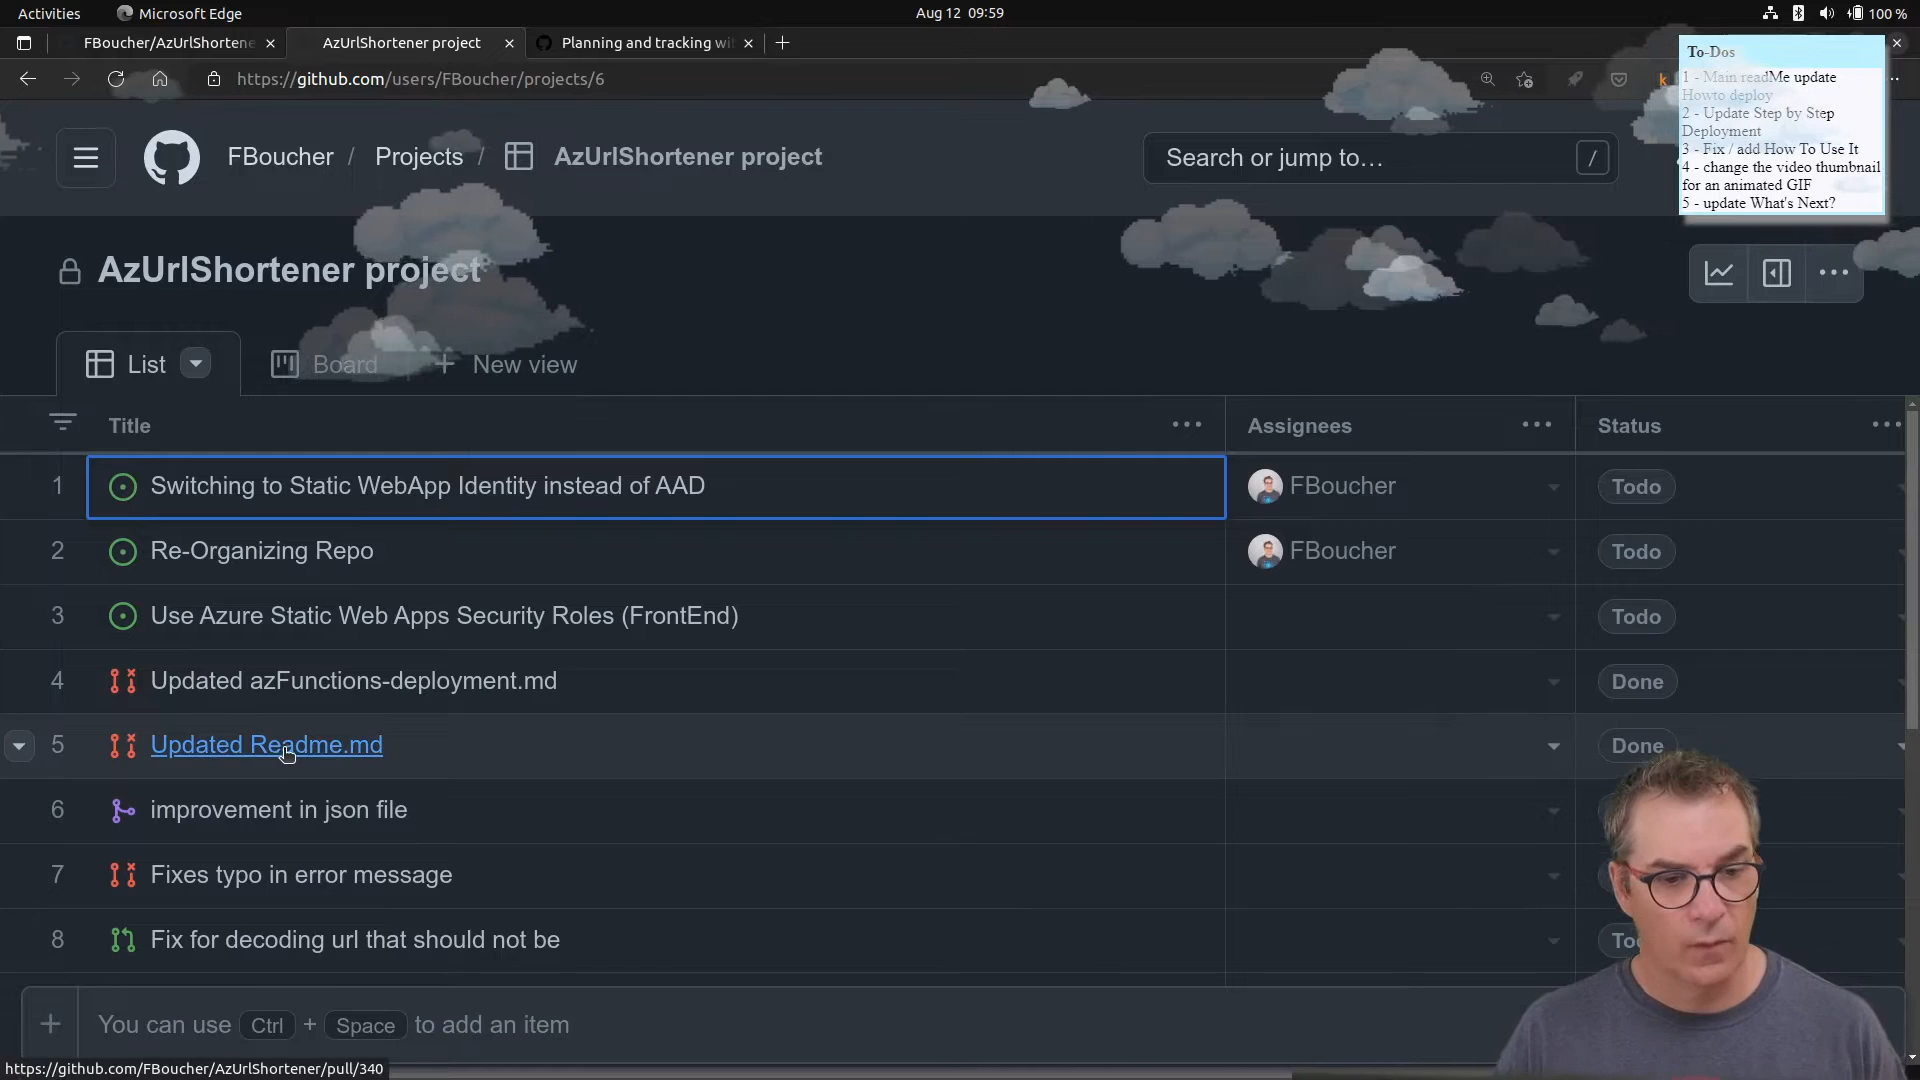 Activities
Microsoft Edge
Aug 12 09:59
100 %
FBoucher/AzUrlShortene
AzUrlShortener project
Planning and tracking wi
https://github.com/users/FBoucher/projects/6
To-Dos
1 - Main readMe update
Howto deploy
2 - Update Step by Step
Deployment
3 - Fix / add How To Use It
4 - change the video thumbnail
for an animated GIF
5 - update What's Next?
FBoucher / Projects / AzUrlShortener project
Search or jump to… /
AzUrlShortener project
List
Board
+ New view
Title
Assignees
Status
1 Switching to Static WebApp Identity instead of AAD FBoucher Todo
2 Re-Organizing Repo FBoucher Todo
3 Use Azure Static Web Apps Security Roles (FrontEnd) Todo
4 Updated azFunctions-deployment.md Done
5 Updated Readme.md Done
6 improvement in json file
7 Fixes typo in error message
8 Fix for decoding url that should not be
You can use Ctrl + Space to add an item
https://github.com/FBoucher/AzUrlShortener/pull/340